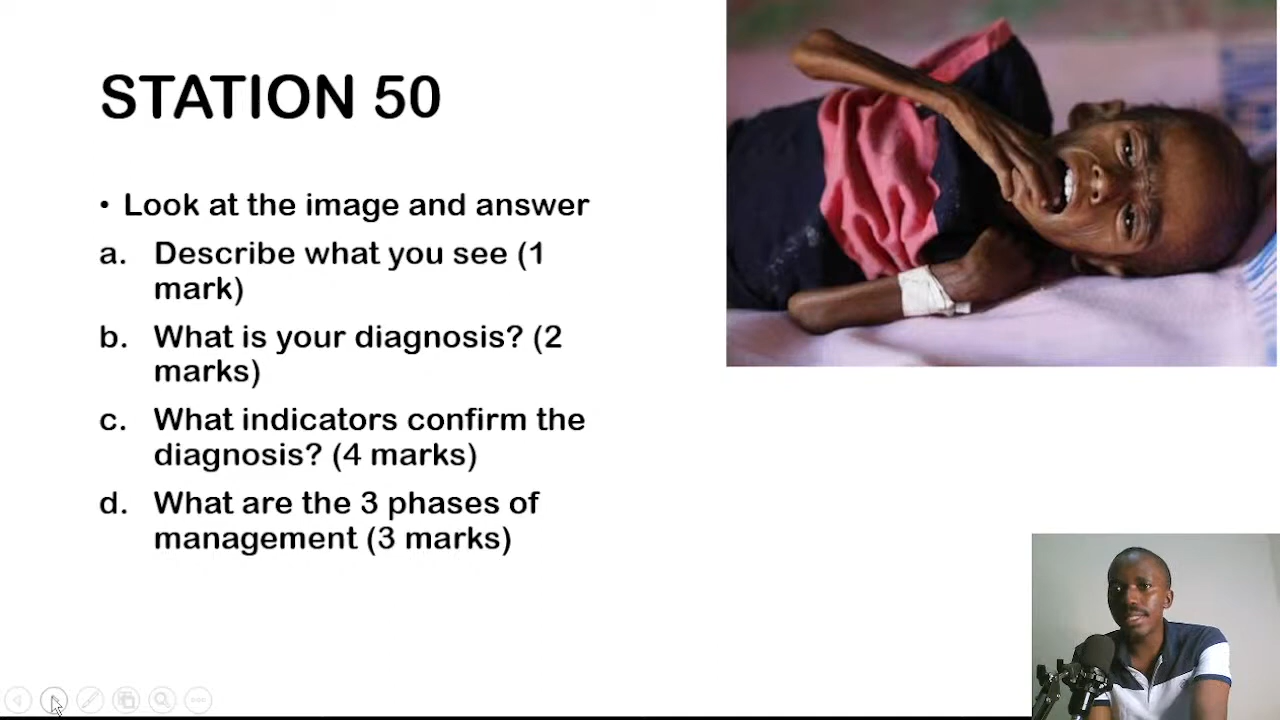 STATION 50
• Look at the image and answer
a. Describe what you see (1
mark)
b. What is your diagnosis? (2
marks)
c. What indicators confirm the
diagnosis? (4 marks)
d. What are the 3 phases of
management (3 marks)